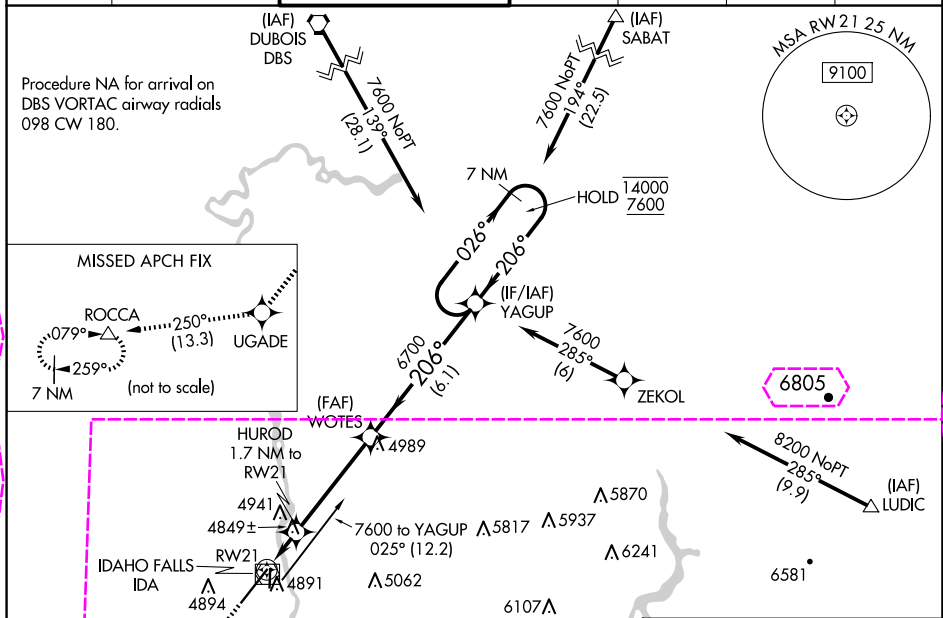 (IAF)
DUBOIS
DBS
(IAF)
SABAT
MSA RW21 25 NM
9100
Procedure NA for arrival on
DBS VORTAC airway radials
098 CW 180.
7600 NoPT
139°
(28.1)
7600 NoPT
194°
(22.5)
7 NM
HOLD
14000
7600
026°
206°
(IF/IAF)
YAGUP
MISSED APCH FIX
ROCCA
079°
259°
7 NM
250°
(13.3)
UGADE
(not to scale)
6700
206°
(6.1)
7600
285°
(6)
ZEKOL
6805
(FAF)
WOTES
4989
HUROD
1.7 NM to
RW21
4941
4849±
8200 NoPT
285°
(9.9)
(IAF)
LUDIC
5870
5937
5817
7600 to YAGUP
025° (12.2)
6241
RW21
IDAHO FALLS
IDA
4891
4894
5062
6581
6107